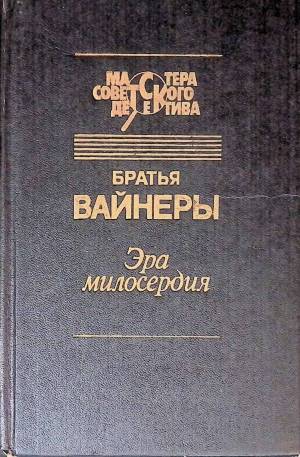 МАСТЕРА
СОВЕТСКОГО
ДЕТЕКТИВА
БРАТЬЯ
ВАЙНЕРЫ
Эра
милосердия